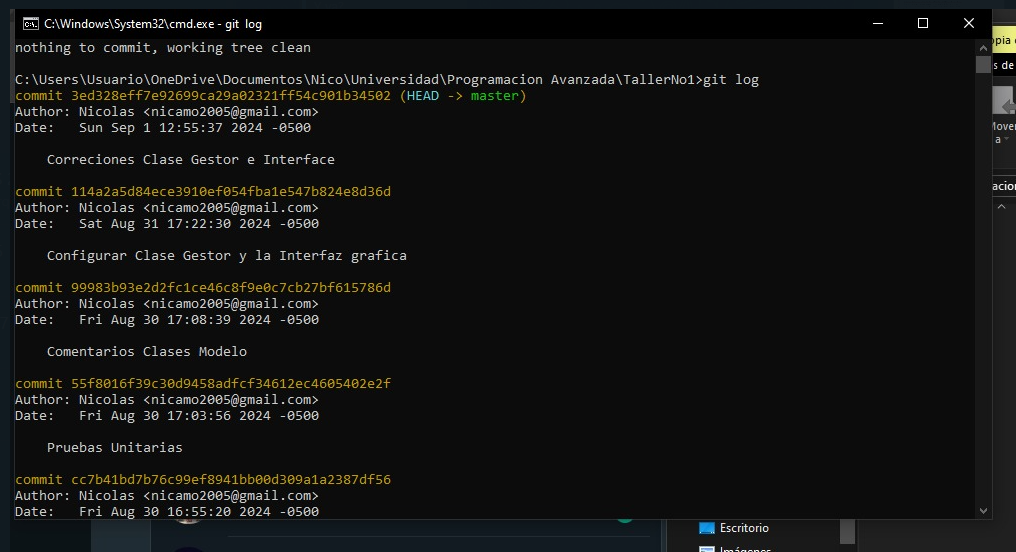 C:\Windows\System32\cmd.exe - git log
nothing to commit, working tree clean
C:\Users\Usuario\OneDrive\Documentos\Nico\Universidad\Programacion Avanzada\TallerNo1>git log
commit 3ed328eff7e92699ca29a02321ff54c901b34502 (HEAD -> master)
Author: Nicolas <nicamo2005@gmail.com>
Date:   Sun Sep 1 12:55:37 2024 -0500
Correciones Clase Gestor e Interface
commit 114a2a5d84ece3910ef054fba1e547b824e8d36d
Author: Nicolas <nicamo2005@gmail.com>
Date:   Sat Aug 31 17:22:30 2024 -0500
Configurar Clase Gestor y la Interfaz grafica
commit 99983b93e2d2fc1ce46c8f9e0c7cb27bf615786d
Author: Nicolas <nicamo2005@gmail.com>
Date:   Fri Aug 30 17:08:39 2024 -0500
Comentarios Clases Modelo
commit 55f8016f39c30d9458adfcf34612ec4605402e2f
Author: Nicolas <nicamo2005@gmail.com>
Date:   Fri Aug 30 17:03:56 2024 -0500
Pruebas Unitarias
commit cc7b41bd7b76c99ef8941bb00d309a1a2387df56
Author: Nicolas <nicamo2005@gmail.com>
Date:   Fri Aug 30 16:55:20 2024 -0500
s de
a
Escritorio
Imágenes